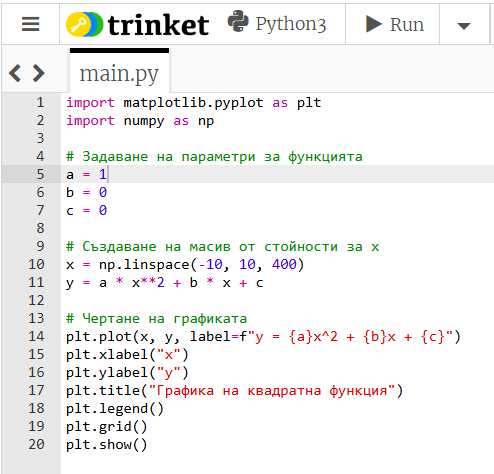 trinket Python3 Run
main.py
1 import matplotlib.pyplot as plt
2 import numpy as np
3
4 # Задаване на параметри за функцията
5 a = 1
6 b = 0
7 c = 0
8
9 # Създаване на масив от стойности за x
10 x = np.linspace(-10, 10, 400)
11 y = a * x**2 + b * x + c
12
13 # Чертане на графиката
14 plt.plot(x, y, label=f"y = {a}x^2 + {b}x + {c}")
15 plt.xlabel("x")
16 plt.ylabel("y")
17 plt.title("Графика на квадратна функция")
18 plt.legend()
19 plt.grid()
20 plt.show()